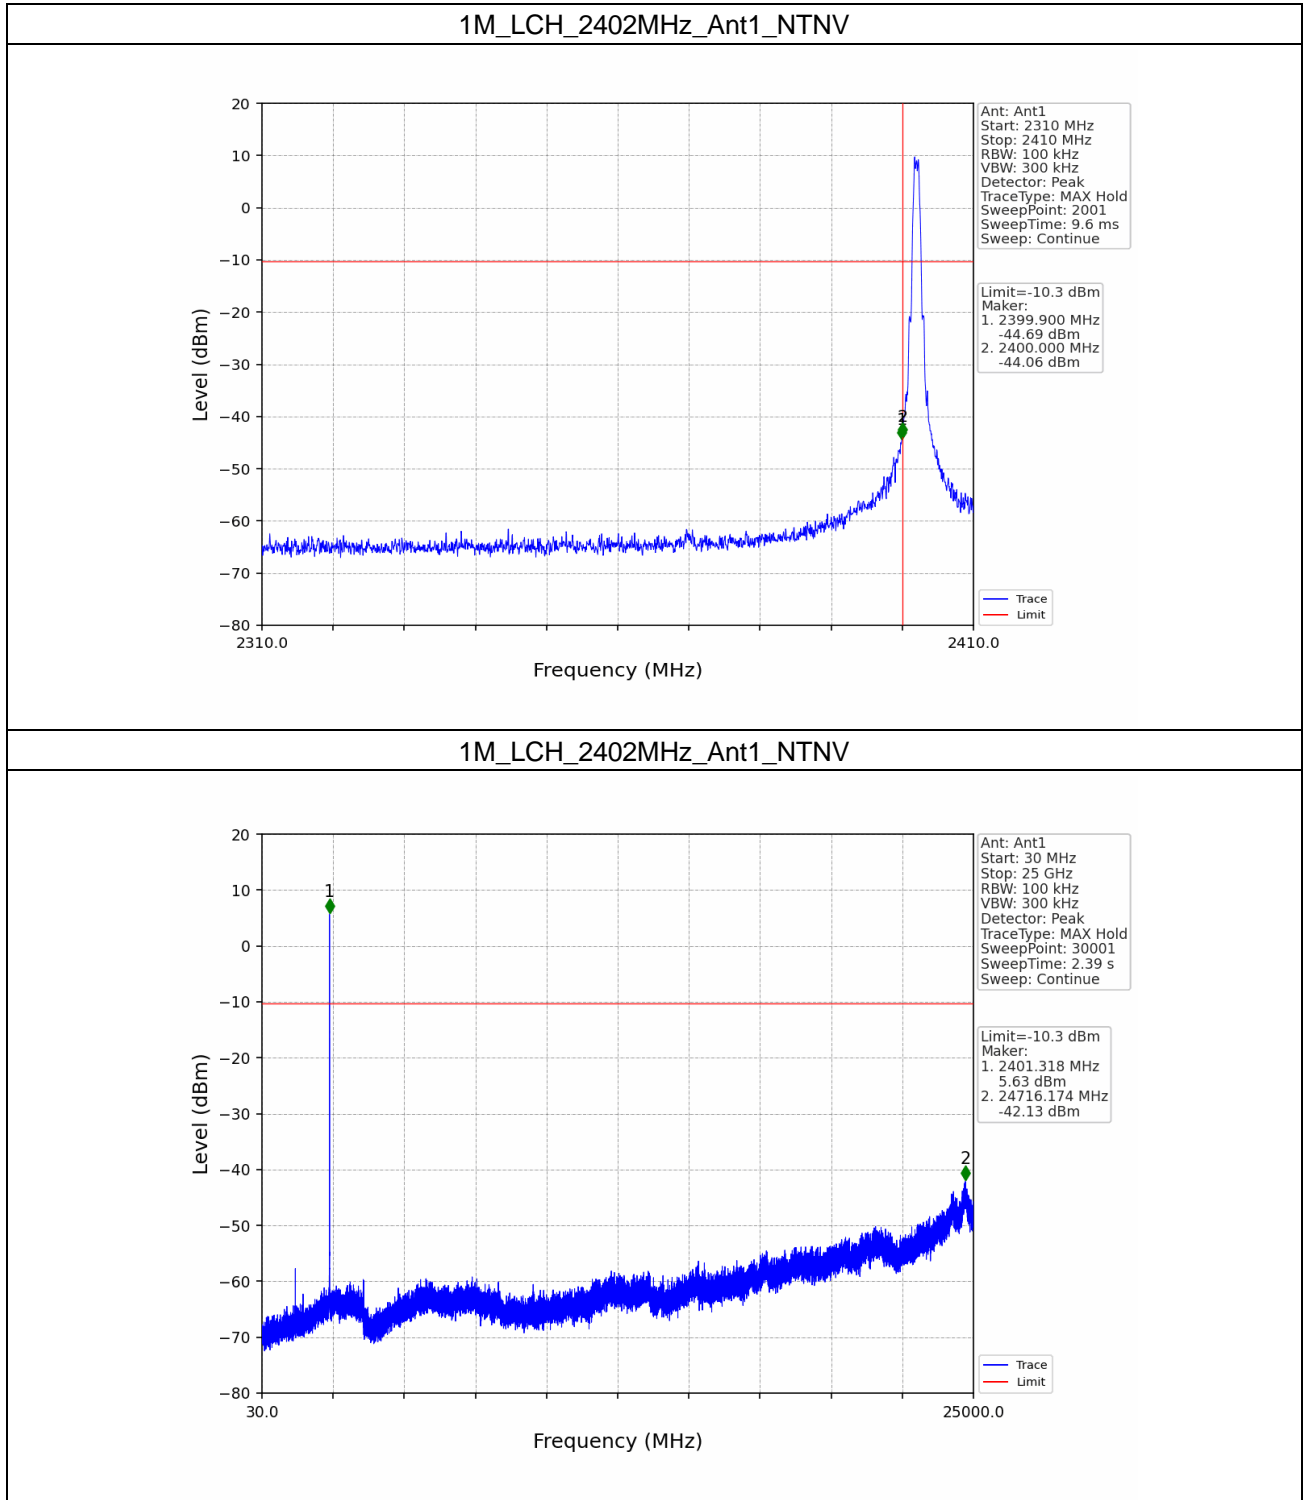 1M_LCH_2402MHz_Ant1_NTNV
20
10
0
−10
−20
−30
−40
−50
−60
−70
−80
Level (dBm)
2310.0
2410.0
Frequency (MHz)
2
Ant: Ant1
Start: 2310 MHz
Stop: 2410 MHz
RBW: 100 kHz
VBW: 300 kHz
Detector: Peak
TraceType: MAX Hold
SweepPoint: 2001
SweepTime: 9.6 ms
Sweep: Continue
Limit=-10.3 dBm
Maker:
1. 2399.900 MHz
-44.69 dBm
2. 2400.000 MHz
-44.06 dBm
Trace
Limit
1M_LCH_2402MHz_Ant1_NTNV
20
10
0
−10
−20
−30
−40
−50
−60
−70
−80
Level (dBm)
30.0
25000.0
Frequency (MHz)
1
2
Ant: Ant1
Start: 30 MHz
Stop: 25 GHz
RBW: 100 kHz
VBW: 300 kHz
Detector: Peak
TraceType: MAX Hold
SweepPoint: 30001
SweepTime: 2.39 s
Sweep: Continue
Limit=-10.3 dBm
Maker:
1. 2401.318 MHz
5.63 dBm
2. 24716.174 MHz
-42.13 dBm
Trace
Limit